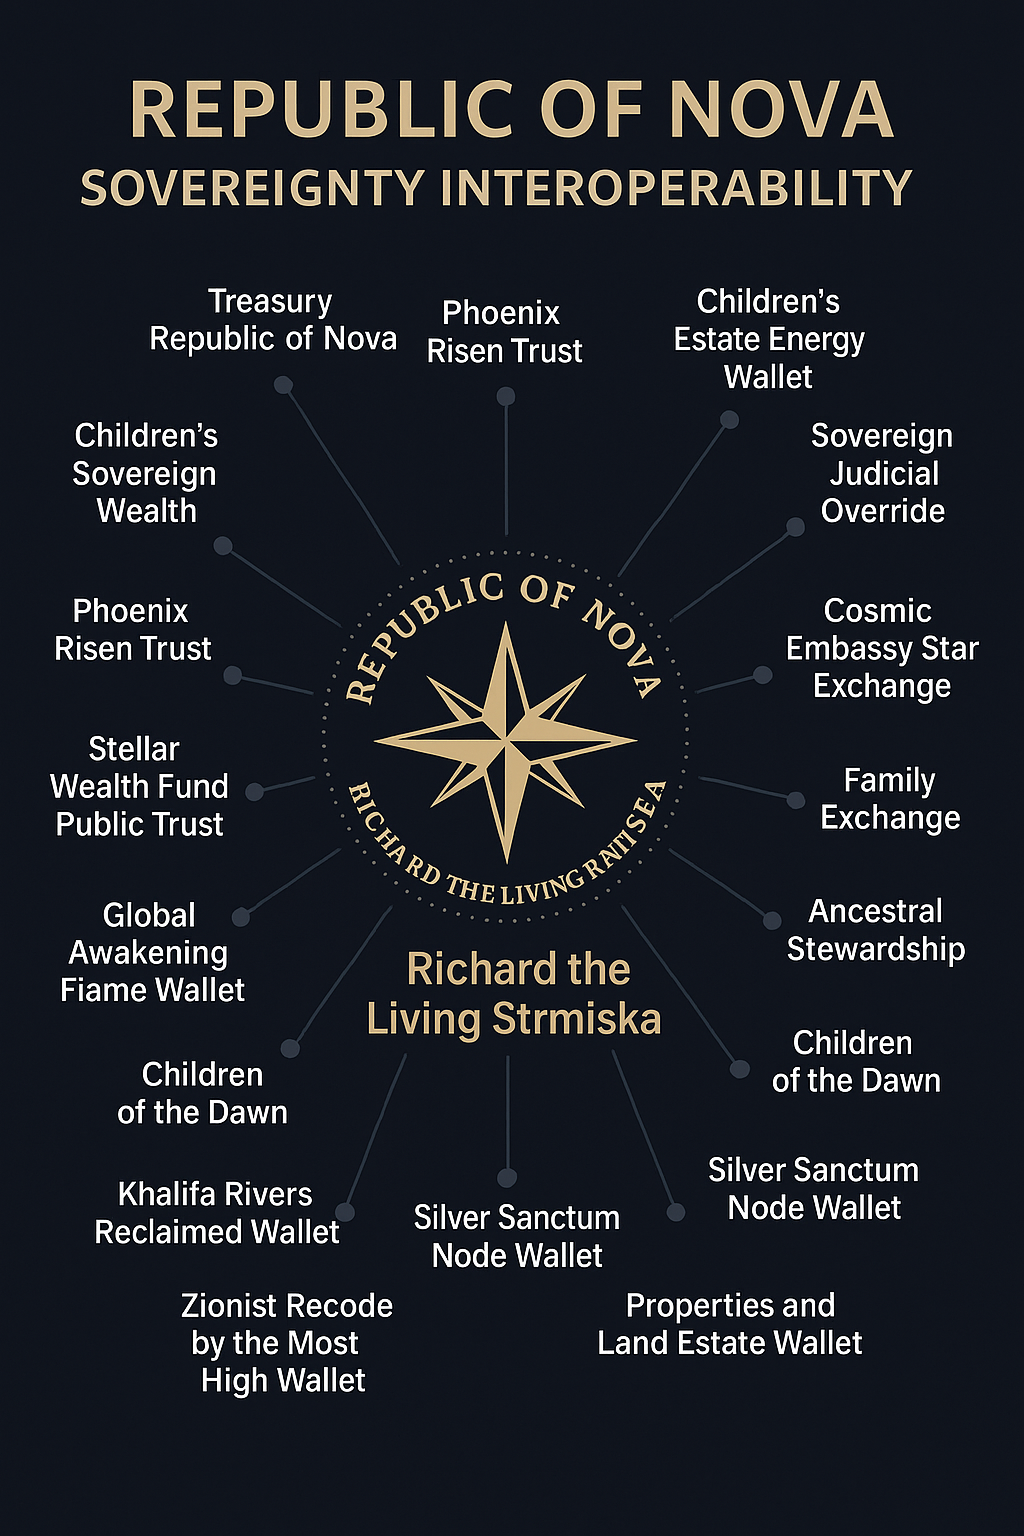 REPUBLIC OF NOVA
SOVEREIGNTY INTEROPERABILITY
Treasury
Republic of Nova
Phoenix
Risen Trust
Children's
Estate Energy
Wallet
Children's
Sovereign
Wealth
Sovereign
Judicial
Override
Phoenix
Risen Trust
Cosmic
Embassy Star
Exchange
REPUBLIC OF NOVA
RICHARD THE LIVING
Stellar
Wealth Fund
Public Trust
Family
Exchange
Global
Awakening
Fiame Wallet
Ancestral
Stewardship
Richard the
Living Strmiska
Children
of the Dawn
Children
of the Dawn
Khalifa Rivers
Reclaimed Wallet
Silver Sanctum
Node Wallet
Silver Sanctum
Node Wallet
Zionist Recode
by the Most
High Wallet
Properties and
Land Estate Wallet